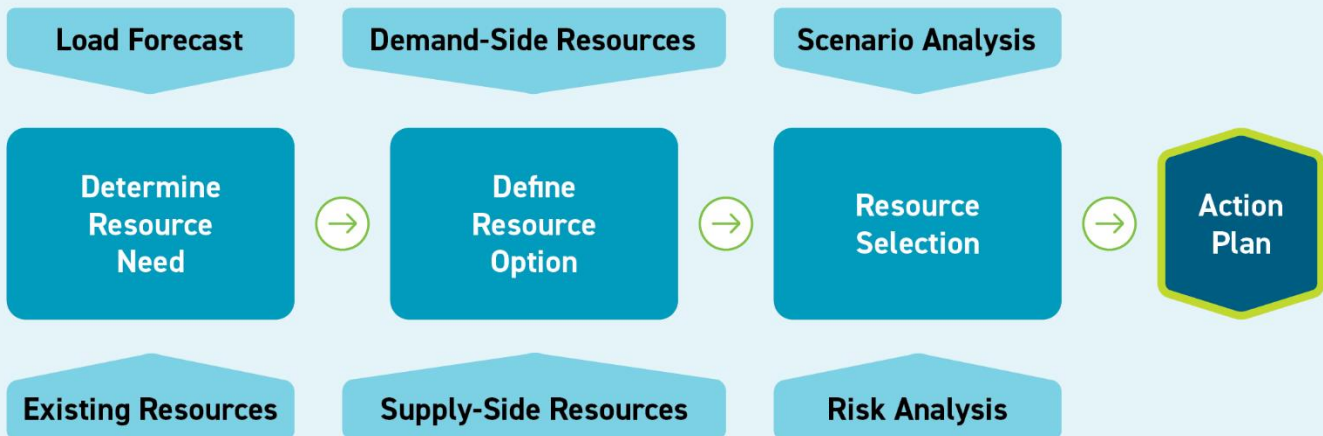 Load Forecast
Demand-Side Resources
Scenario Analysis
Determine
Resource
Need
Define
Resource
Option
Resource
Selection
Action
Plan
Existing Resources
Supply-Side Resources
Risk Analysis